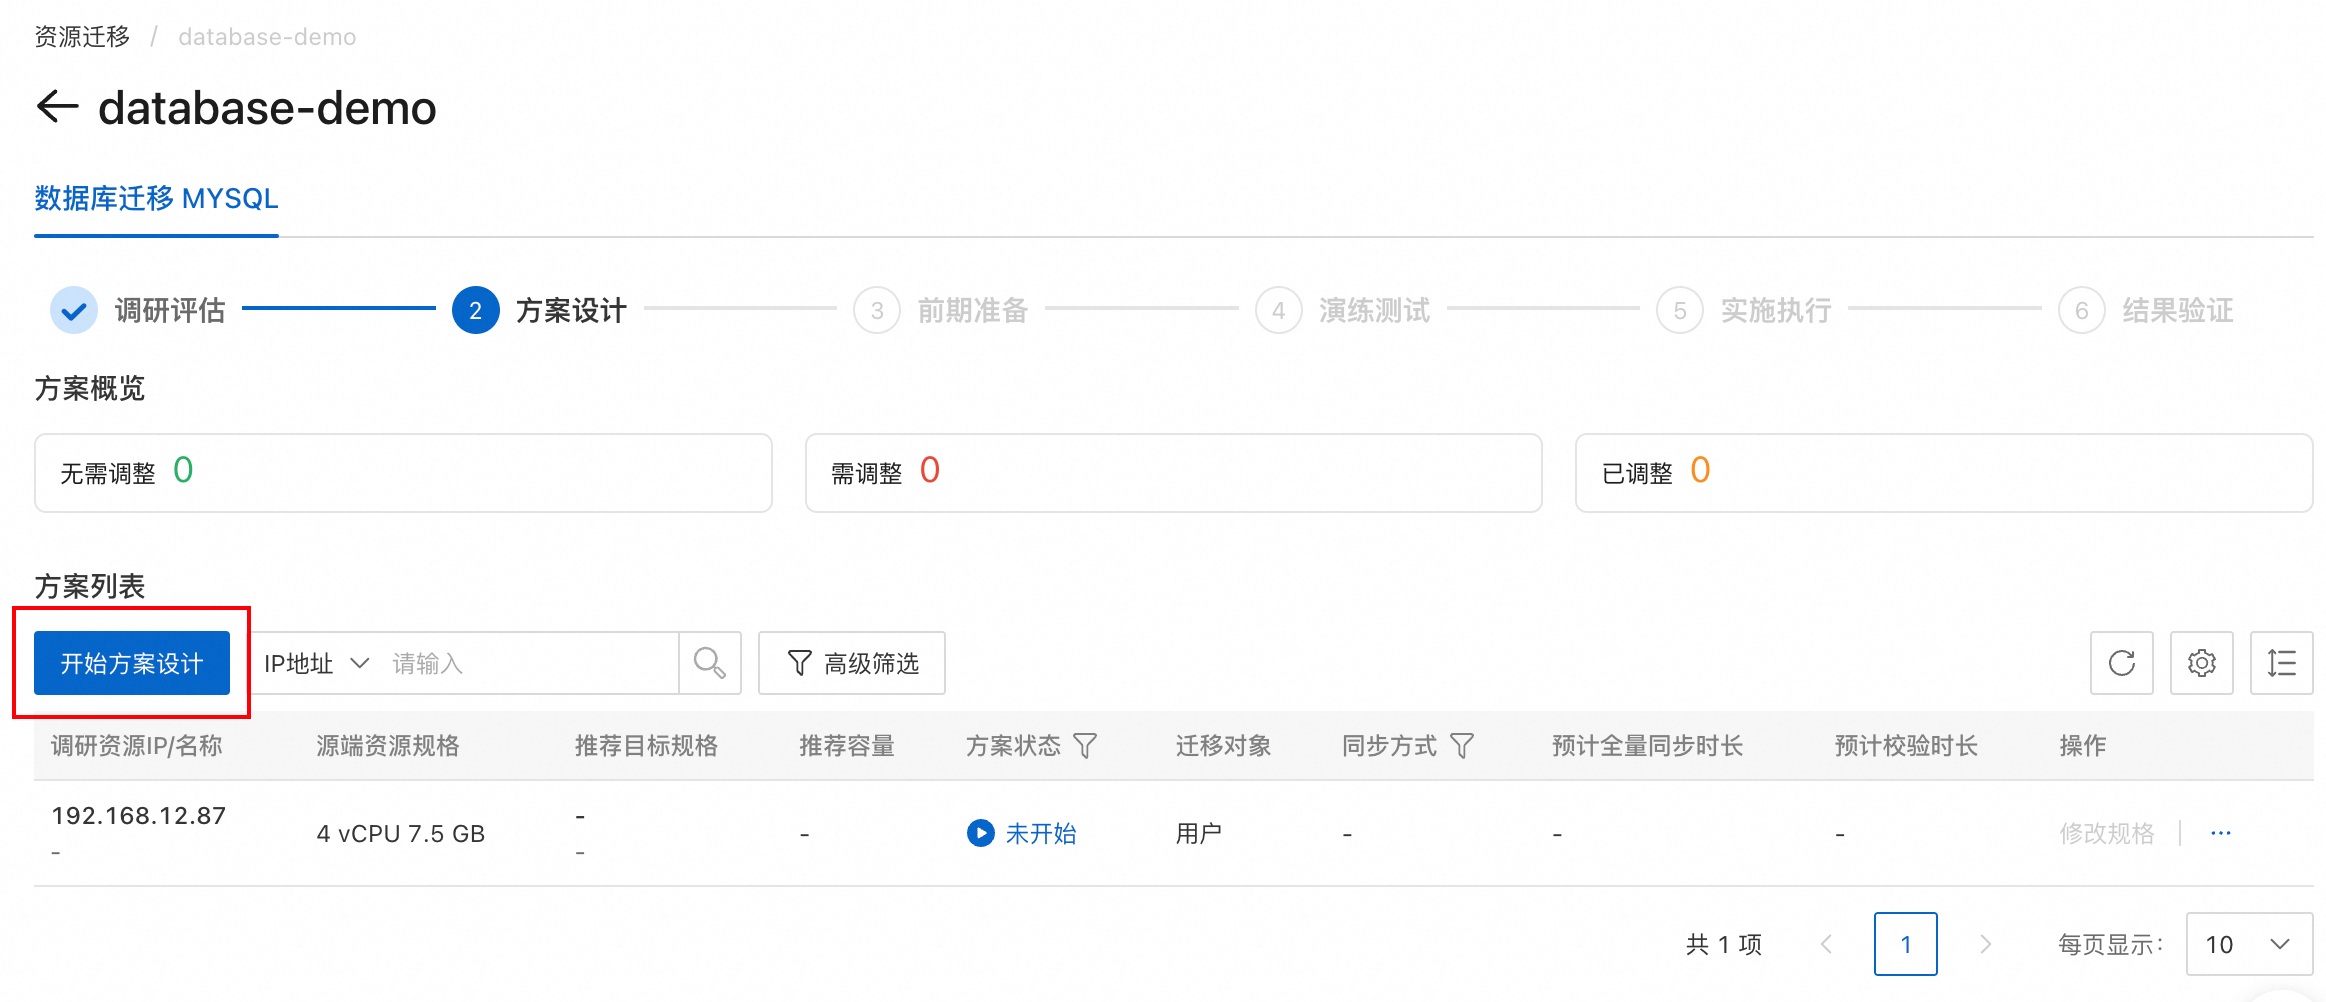 资源迁移 / database-demo
database-demo
数据库迁移 MYSQL
调研评估 2 方案设计 3 前期准备 4 演练测试 5 实施执行 6 结果验证
方案概览
无需调整 0 需调整 0 已调整 0
方案列表
开始方案设计 IP地址 请输入 高级筛选
调研资源IP/名称 源端资源规格 推荐目标规格 推荐容量 方案状态 迁移对象 同步方式 预计全量同步时长 预计校验时长 操作
192.168.12.87 -
4 vCPU 7.5 GB - 未开始 用户 - - - 修改规格 ···
- -
共 1 项 1 每页显示: 10